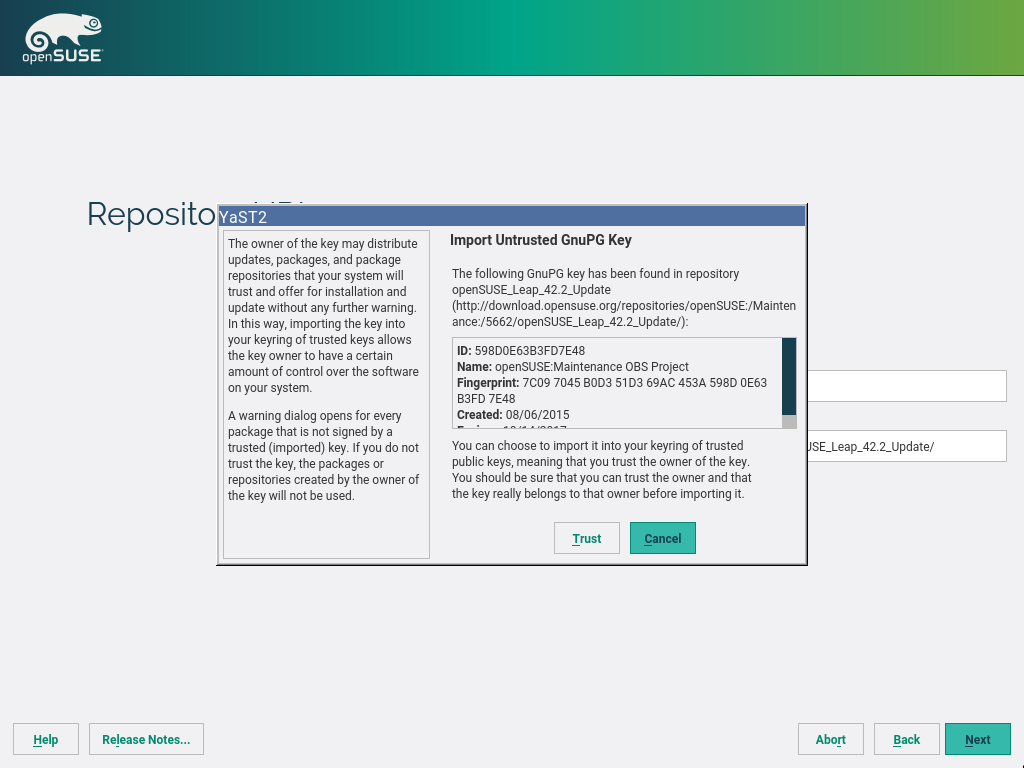 openSUSE
YaST2
The owner of the key may distribute
updates, packages, and package
repositories that your system will
trust and offer for installation and
update without any further warning.
In this way, importing the key into
your keyring of trusted keys allows
the key owner to have a certain
amount of control over the software
on your system.
A warning dialog opens for every
package that is not signed by a
trusted (imported) key. If you do not
trust the key, the packages or
repositories created by the owner of
the key will not be used.
Import Untrusted GnuPG Key
The following GnuPG key has been found in repository
openSUSE_Leap_42.2_Update
(http://download.opensuse.org/repositories/openSUSE:/Mainten
ance:/5662/openSUSE_Leap_42.2_Update/):
ID: 598D0E63B3FD7E48
Name: openSUSE:Maintenance OBS Project
Fingerprint: 7C09 7045 B0D3 51D3 69AC 453A 598D 0E63
B3FD 7E48
Created: 08/06/2015
You can choose to import it into your keyring of trusted
public keys, meaning that you trust the owner of the key.
You should be sure that you can trust the owner and that
the key really belongs to that owner before importing it.
Trust Cancel
USE_Leap_42.2_Update/
Help Release Notes... Abort Back Next